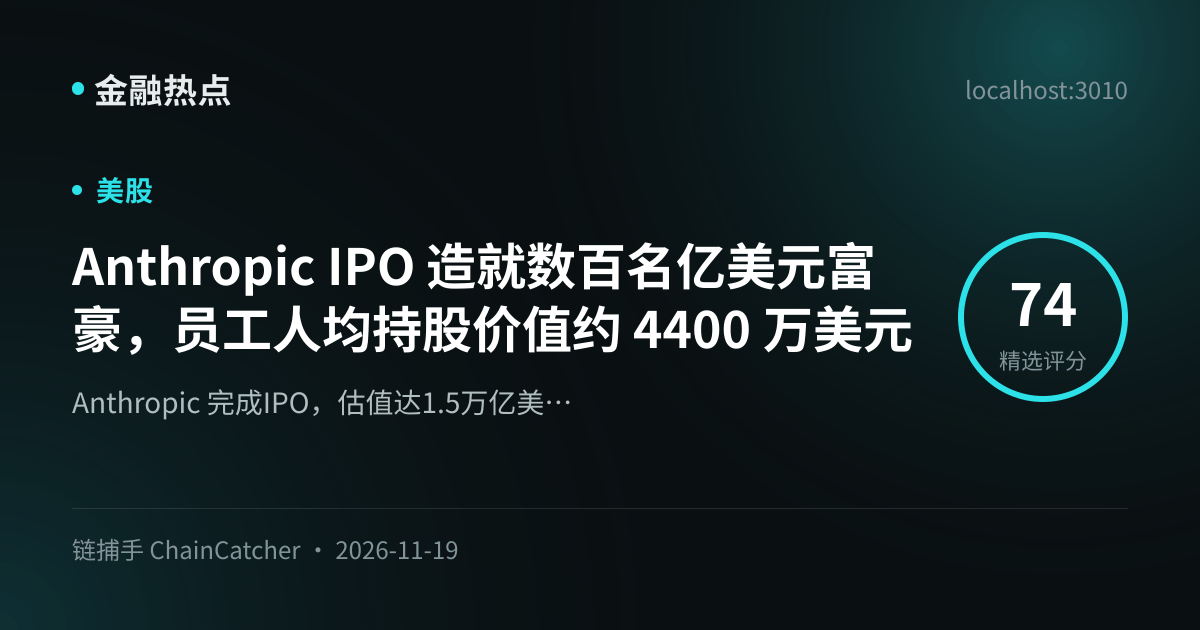 金融热点
localhost:3010
美股
Anthropic IPO 造就数百名亿美元富
豪，员工人均持股价值约 4400 万美元
74
精选评分
Anthropic 完成IPO，估值达1.5万亿美…
链捕手 ChainCatcher · 2026-11-19